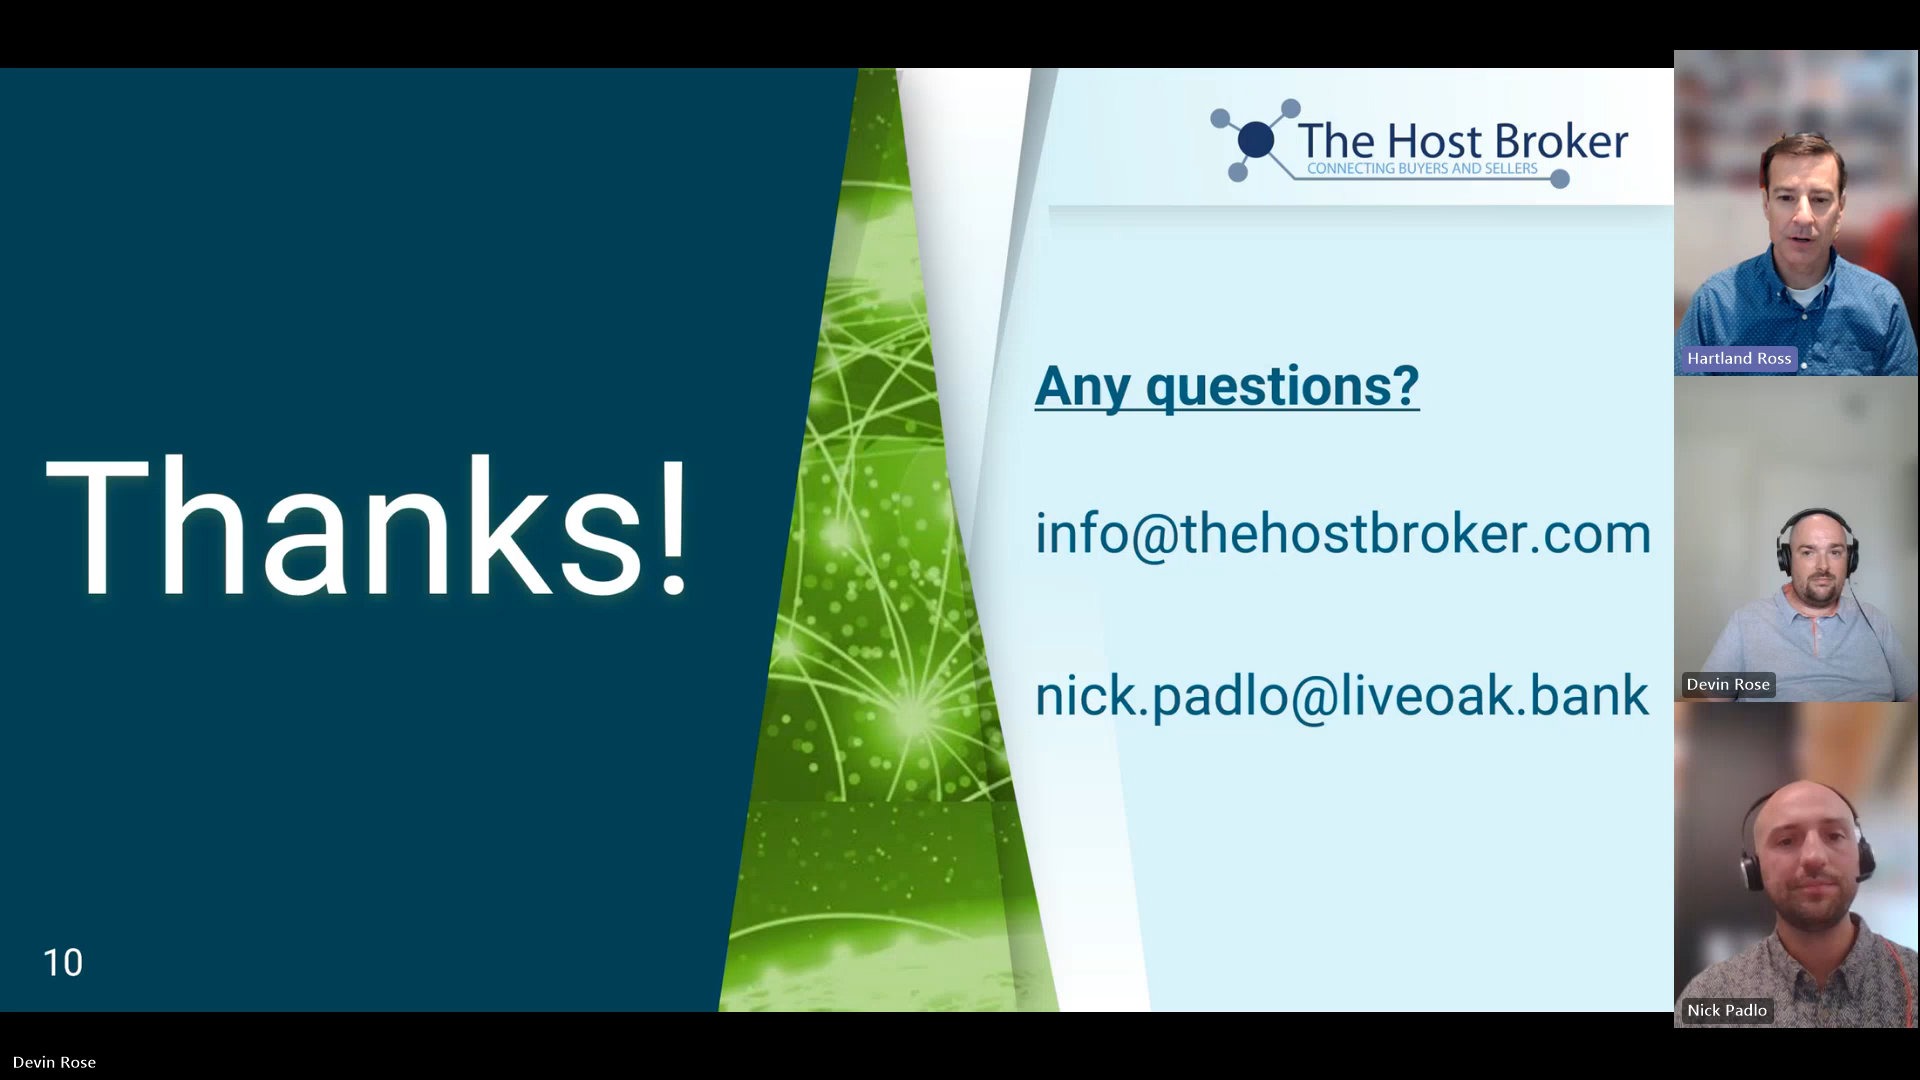 Thanks!
10
The Host Broker
CONNECTING BUYERS AND SELLERS
Any questions?
info@thehostbroker.com
nick.padlo@liveoak.bank
Hartland Ross
Devin Rose
Nick Padlo
Devin Rose